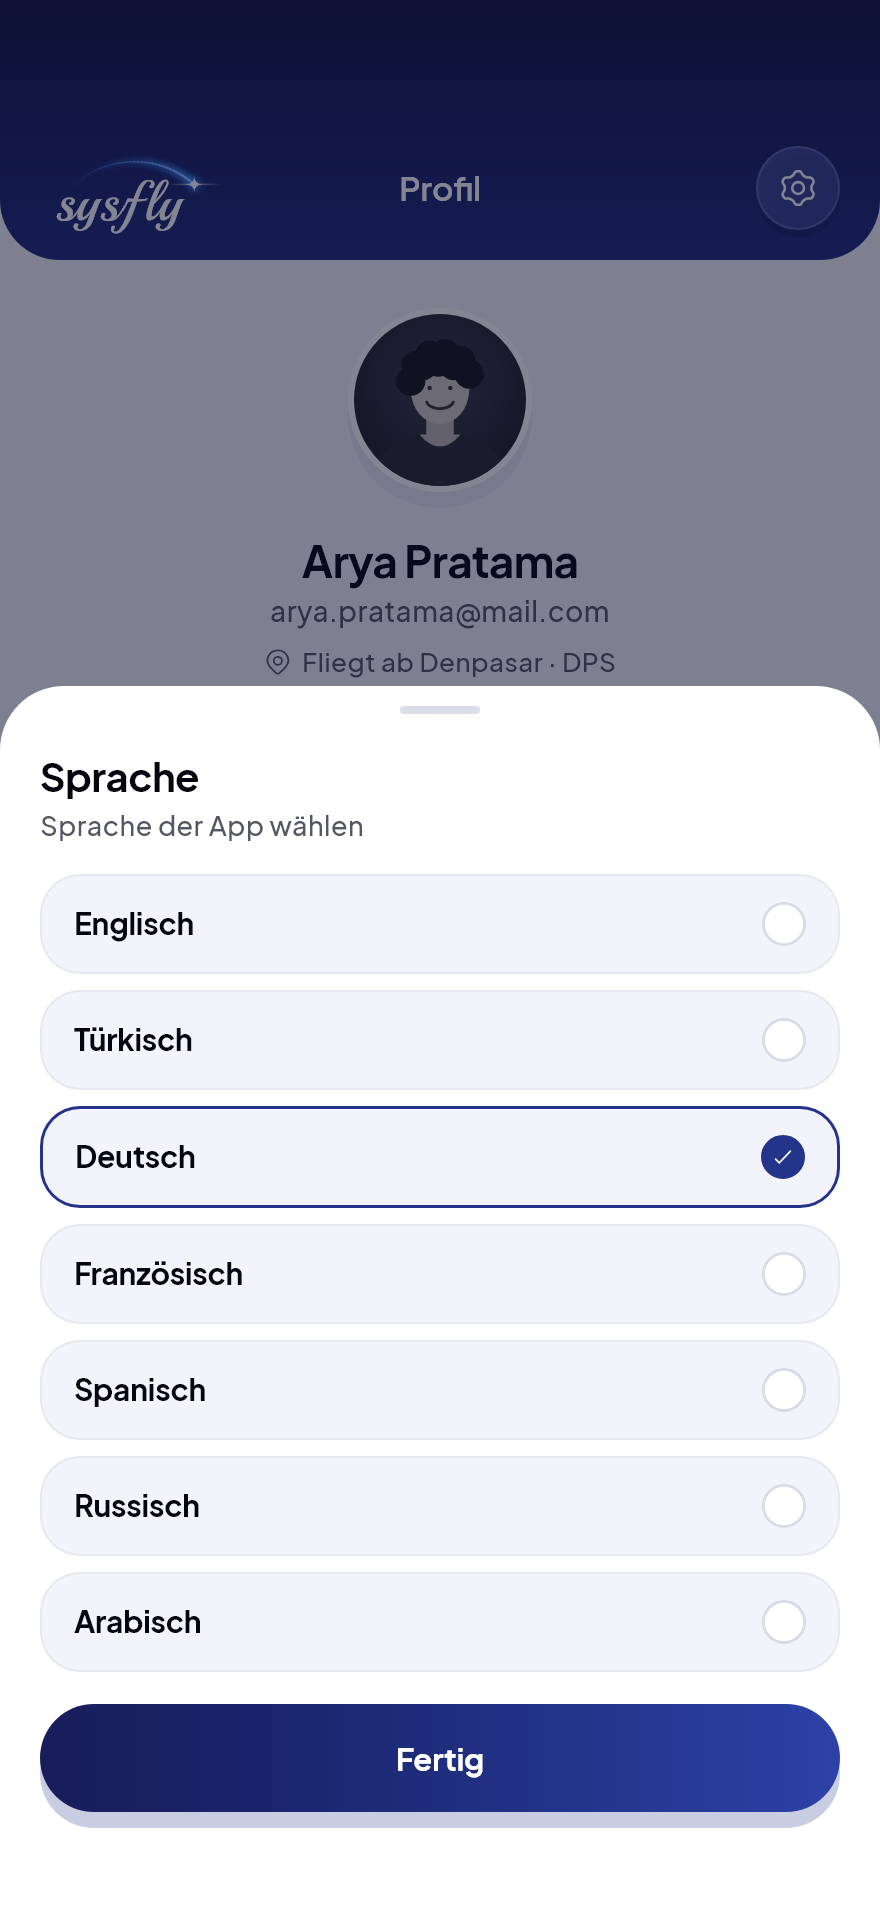 sysfly
Profil
Arya Pratama
arya.pratama@mail.com
Fliegt ab Denpasar · DPS
Sprache
Sprache der App wählen
Englisch
Türkisch
Deutsch
Französisch
Spanisch
Russisch
Arabisch
Fertig